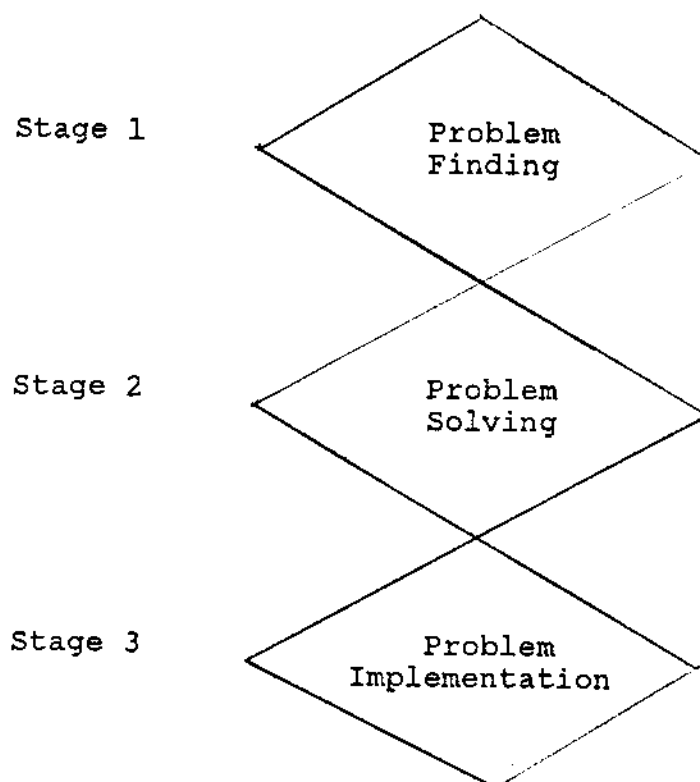 Stage 1
Problem
Finding
Stage 2
Problem
Solving
Stage 3
Problem
Implementation